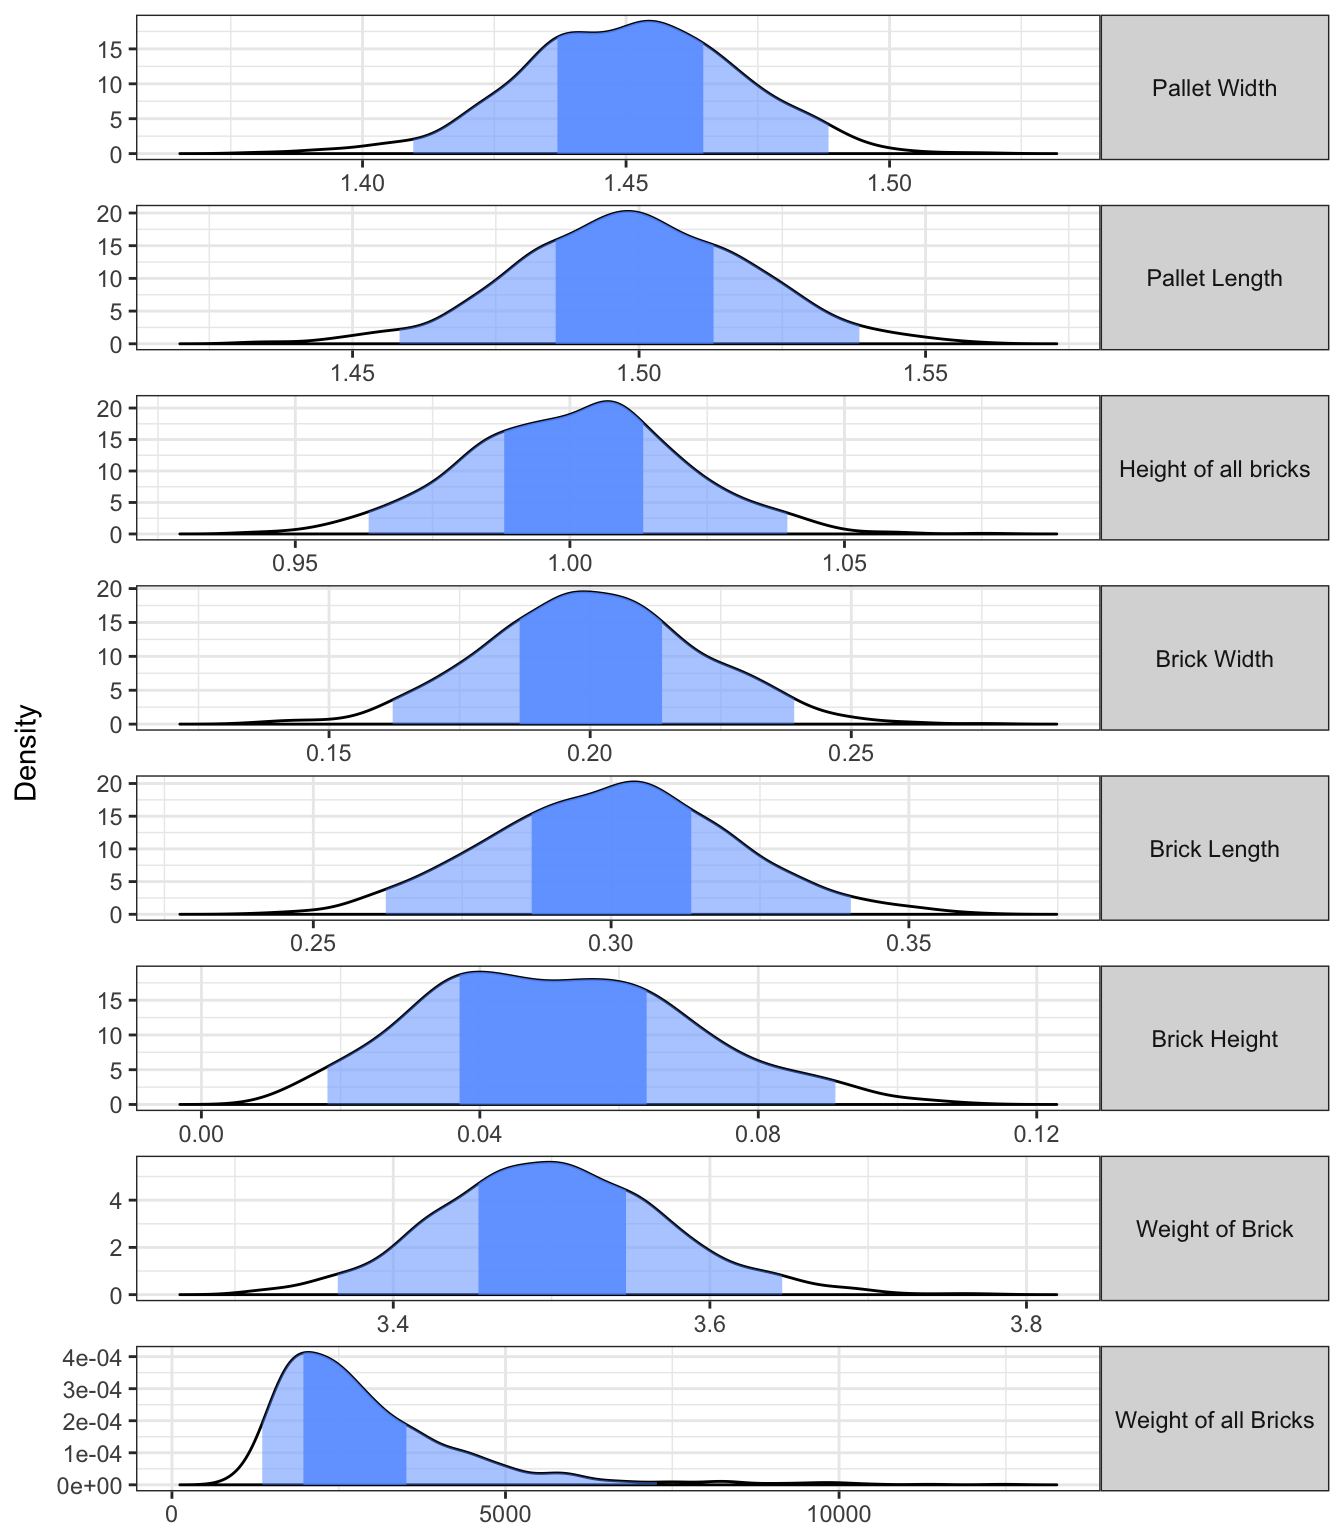 15
10
5
0
1.40 1.45 1.50
Pallet Width
20
15
10
5
0
1.45 1.50 1.55
Pallet Length
20
15
10
5
0
0.95 1.00 1.05
Height of all bricks
20
15
10
5
0
0.15 0.20 0.25
Brick Width
Density
20
15
10
5
0
0.25 0.30 0.35
Brick Length
15
10
5
0
0.00 0.04 0.08 0.12
Brick Height
4
2
0
3.4 3.6 3.8
Weight of Brick
4e-04
3e-04
2e-04
1e-04
0e+00
0 5000 10000
Weight of all Bricks